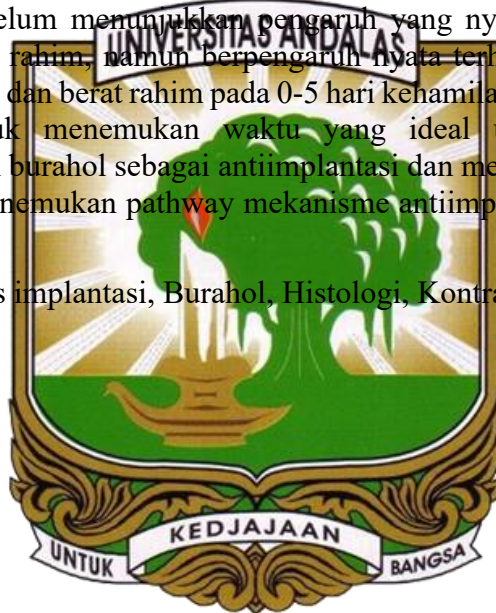 elum menunjukkan pengaruh yang ny
UNIVERSITAS ANDALAS
rahim, namun berpengaruh nyata terh
dan berat rahim pada 0-5 hari kehamila
uk menemukan waktu yang ideal
burahol sebagai antiimplantasi dan me
nemukan pathway mekanisme antiimp
s implantasi, Burahol, Histologi, Kontra
KEDJAJAAN
UNTUK
BANGSA